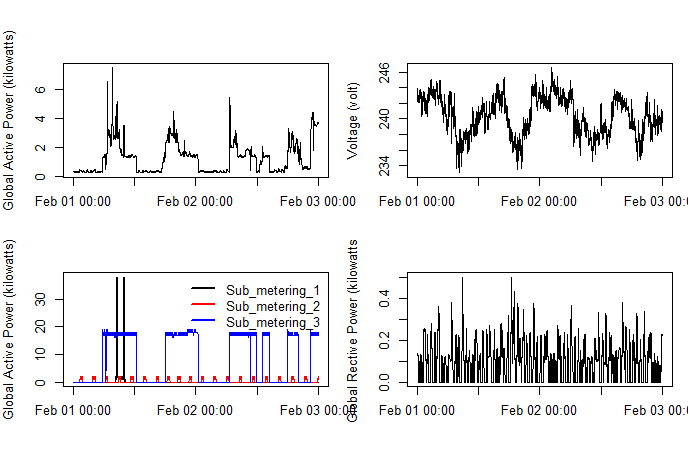 Global Active Power (kilowatts)
0 2 4 6
Feb 01 00:00 Feb 02 00:00 Feb 03 00:00
Voltage (volt)
234 240 246
Feb 01 00:00 Feb 02 00:00 Feb 03 00:00
Global Active Power (kilowatts
0 10 20 30
Sub_metering_1
Sub_metering_2
Sub_metering_3
Feb 01 00:00 Feb 02 00:00 Feb 03 00:00
Global Rective Power (kilowatts
0.0 0.2 0.4
Feb 01 00:00 Feb 02 00:00 Feb 03 00:00